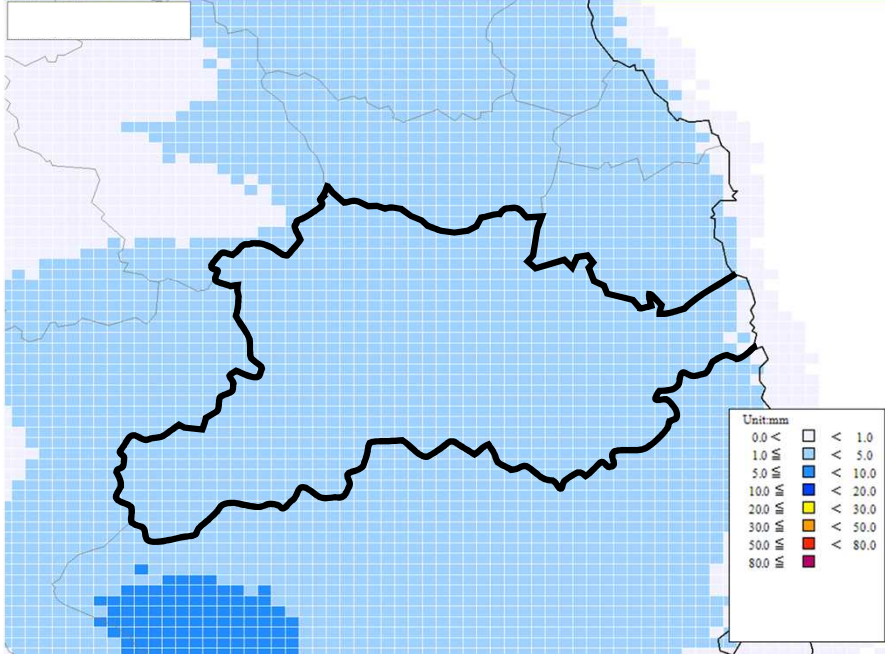 Unit:mm
0.0 < < 1.0
1.0 ≦ < 5.0
5.0 ≦ < 10.0
10.0 ≦ < 20.0
20.0 ≦ < 30.0
30.0 ≦ < 50.0
50.0 ≦ < 80.0
80.0 ≦